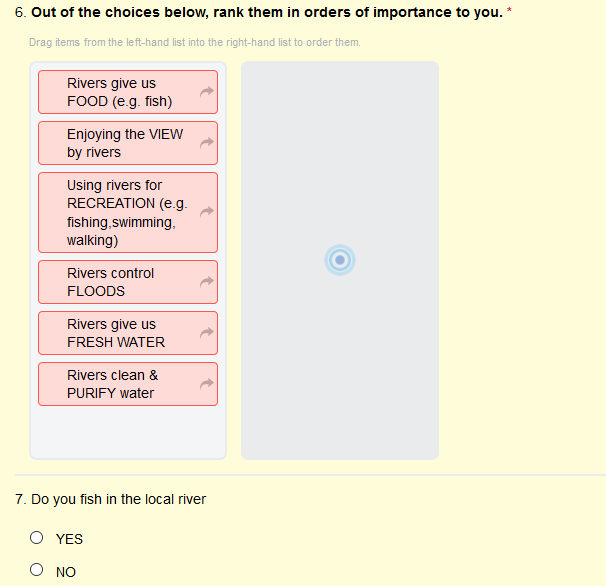 6. Out of the choices below, rank them in orders of importance to you. *
Drag items from the left-hand list into the right-hand list to order them.
Rivers give us
FOOD (e.g. fish)
Enjoying the VIEW
by rivers
Using rivers for
RECREATION (e.g.
fishing,swimming,
walking)
Rivers control
FLOODS
Rivers give us
FRESH WATER
Rivers clean &
PURIFY water
7. Do you fish in the local river
YES
NO